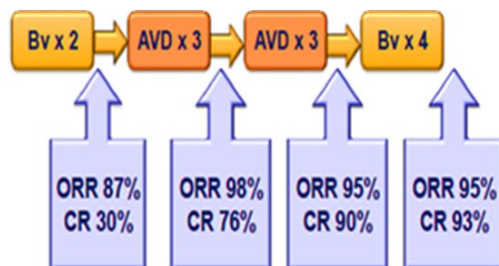 Bv x 2
AVD x 3
AVD x 3
Bv x 4
ORR 87%
CR 30%
ORR 98%
CR 76%
ORR 95%
CR 90%
ORR 95%
CR 93%